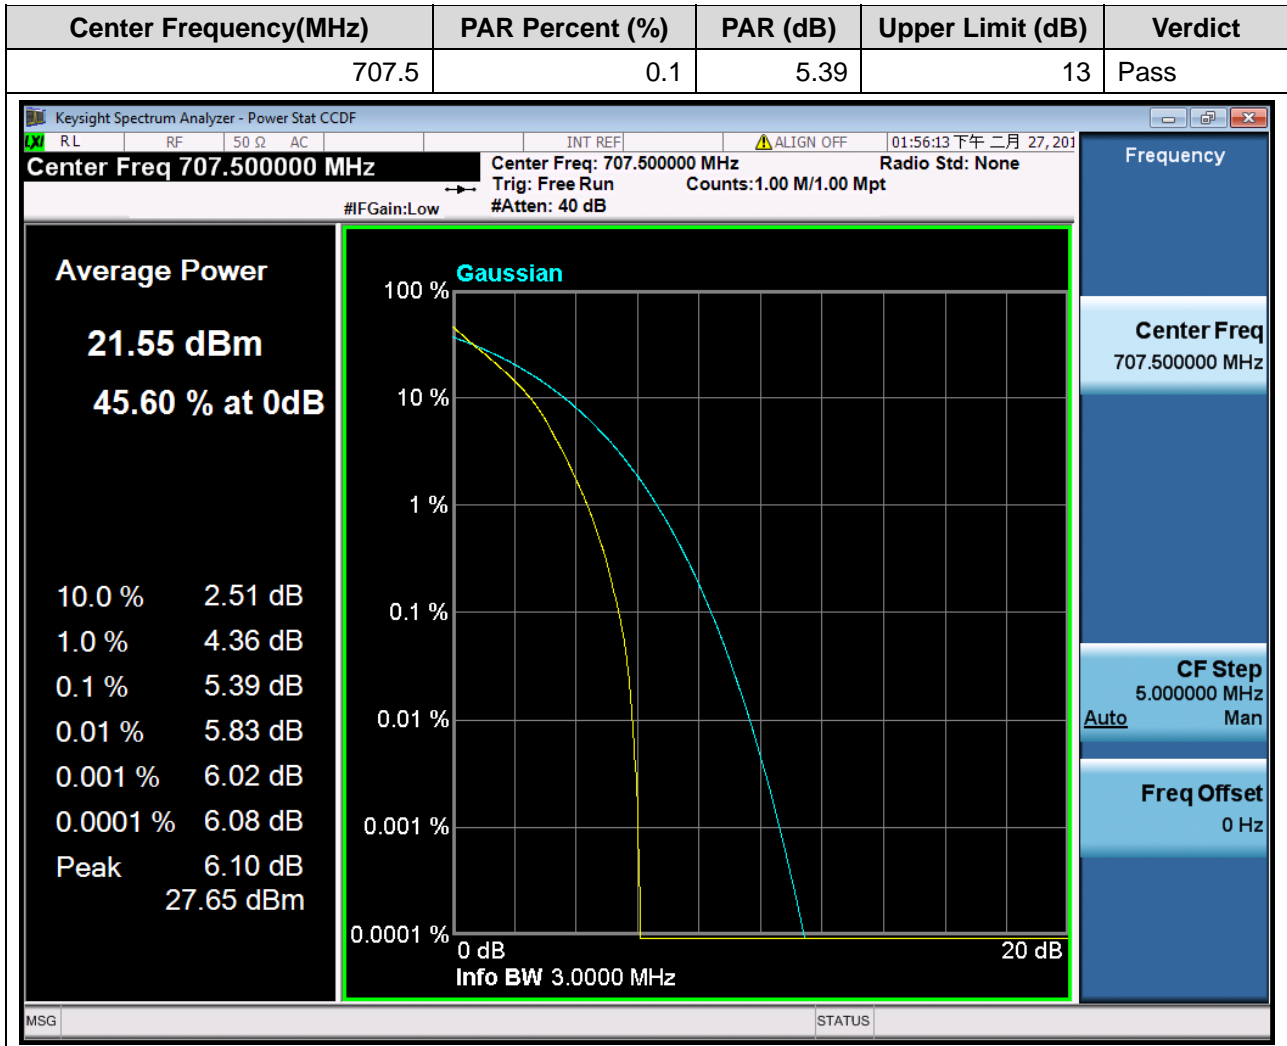 Center Frequency(MHz) PAR Percent (%) PAR (dB) Upper Limit (dB) Verdict
707.5 0.1 5.39 13 Pass
Keysight Spectrum Analyzer - Power Stat CCDF
LXI RL RF 50 Ω AC INT REF ALIGN OFF 01:56:13 下午 二月 27, 201
Center Freq 707.500000 MHz
Center Freq: 707.500000 MHz Radio Std: None
Trig: Free Run Counts:1.00 M/1.00 Mpt
#IFGain:Low #Atten: 40 dB
Average Power
21.55 dBm
45.60 % at 0dB
10.0 % 2.51 dB
1.0 % 4.36 dB
0.1 % 5.39 dB
0.01 % 5.83 dB
0.001 % 6.02 dB
0.0001 % 6.08 dB
Peak 6.10 dB
27.65 dBm
Gaussian
100 %
10 %
1 %
0.1 %
0.01 %
0.001 %
0.0001 %
0 dB 20 dB
Info BW 3.0000 MHz
Frequency
Center Freq
707.500000 MHz
CF Step
5.000000 MHz
Auto Man
Freq Offset
0 Hz
MSG STATUS